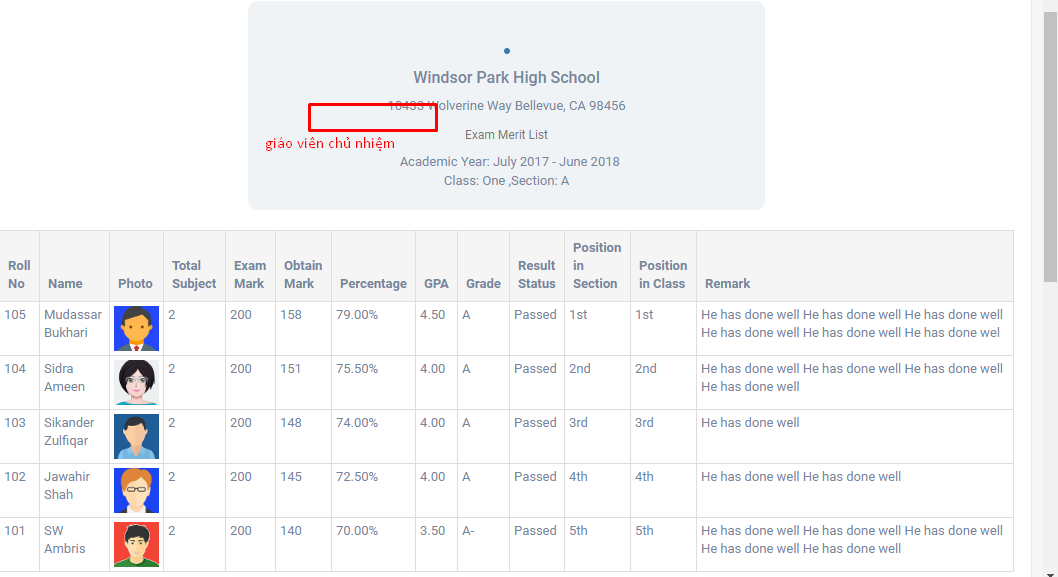 Windsor Park High School
10433 Wolverine Way Bellevue, CA 98456
Exam Merit List
giáo viên chủ nhiệm
Academic Year: July 2017 - June 2018
Class: One ,Section: A
Roll No Name Photo Total Subject Exam Mark Obtain Mark Percentage GPA Grade Result Status Position in Section Position in Class Remark
105 Mudassar Bukhari 2 200 158 79.00% 4.50 A Passed 1st 1st He has done well He has done well He has done well
He has done well He has done well He has done wel
104 Sidra Ameen 2 200 151 75.50% 4.00 A Passed 2nd 2nd He has done well He has done well He has done well
He has done well
103 Sikander Zulfiqar 2 200 148 74.00% 4.00 A Passed 3rd 3rd He has done well
102 Jawahir Shah 2 200 145 72.50% 4.00 A Passed 4th 4th He has done well He has done well
101 SW Ambris 2 200 140 70.00% 3.50 A- Passed 5th 5th He has done well He has done well He has done well
He has done well He has done well